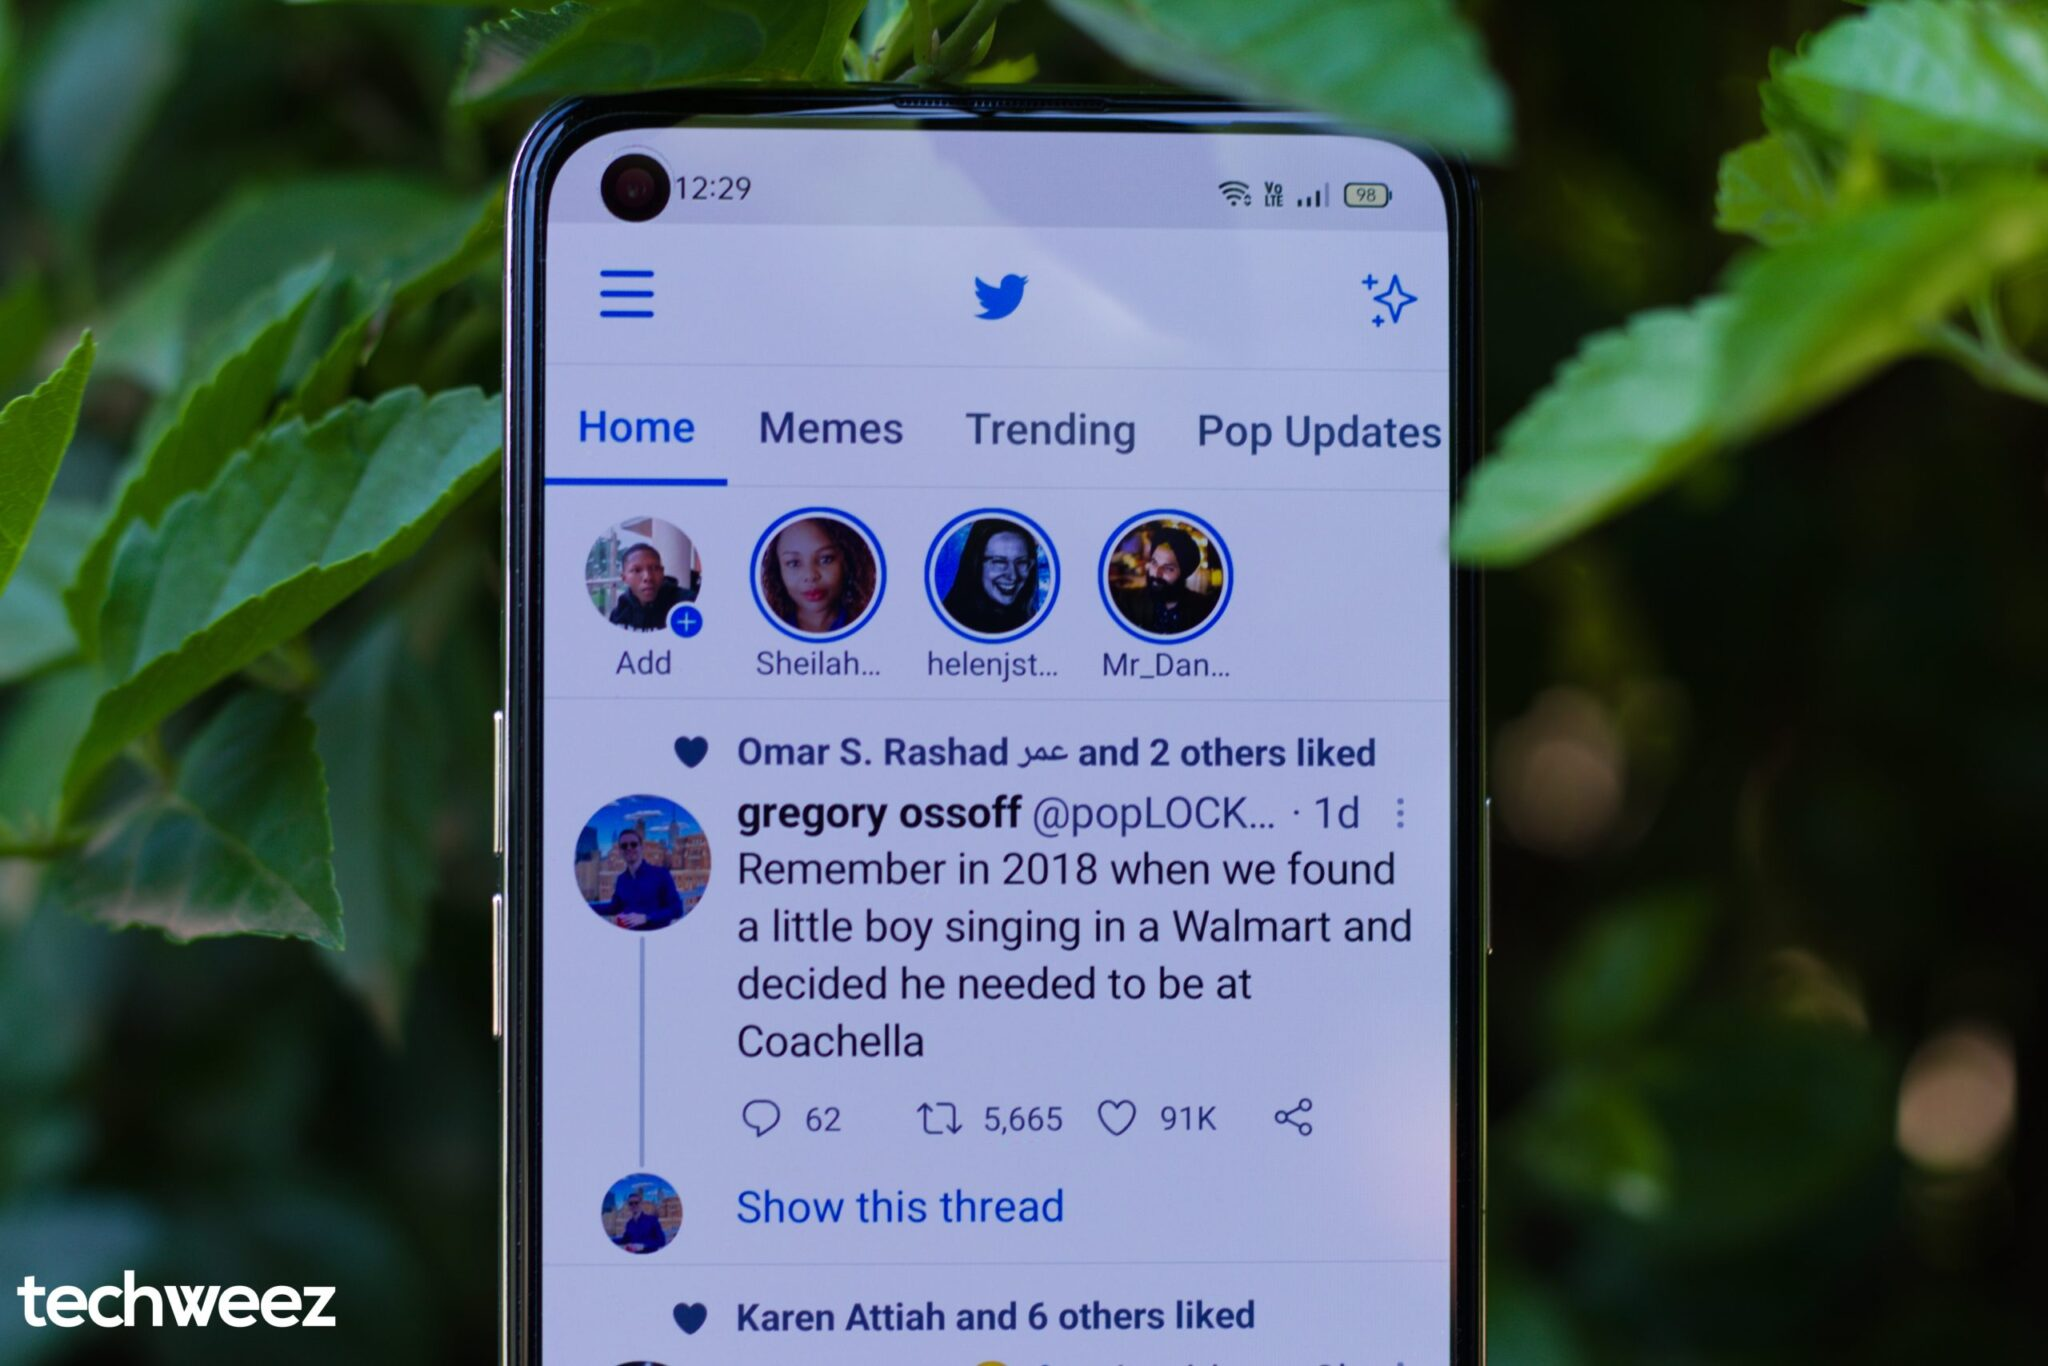 12:29
Vo
LTE
98
Home Memes Trending Pop Updates
Add Sheilah... helenjst... Mr_Dan...
Omar S. Rashad عمر and 2 others liked
gregory ossoff @popLOCK... · 1d
Remember in 2018 when we found
a little boy singing in a Walmart and
decided he needed to be at
Coachella
62 5,665 91K
Show this thread
Karen Attiah and 6 others liked
techweez